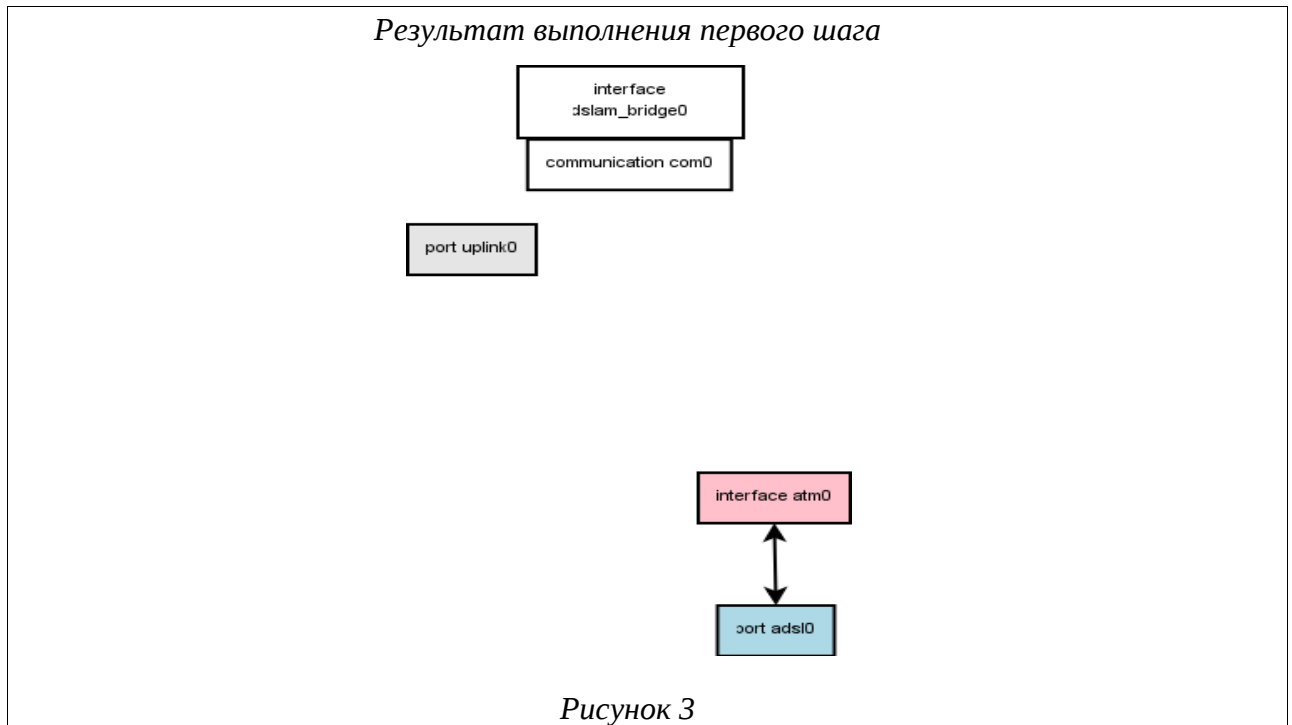 Результат выполнения первого шага
interface
dslam_bridge0
communication com0
port uplink0
interface atm0
port adsl0
Рисунок 3